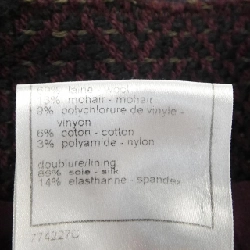 laine - wool
mohair - mohair
polychlorure de vinyle -
vinyon
6% coton - cotton
3% polyamide - nylon
doublure/lining
86% soie - silk
14% elasthanne - spandex